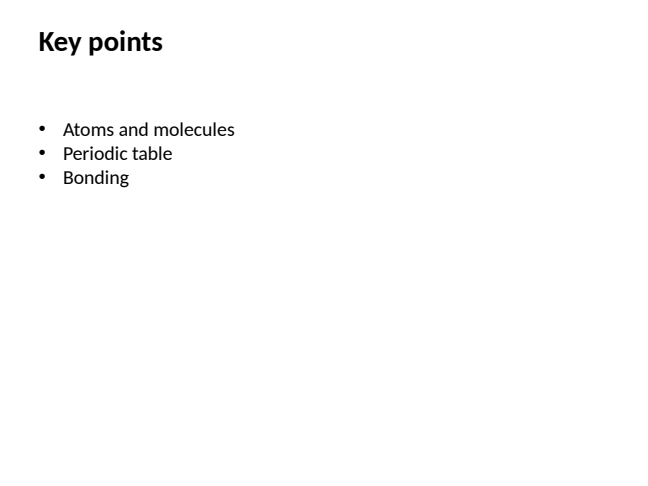 Key points
• Atoms and molecules
• Periodic table
• Bonding